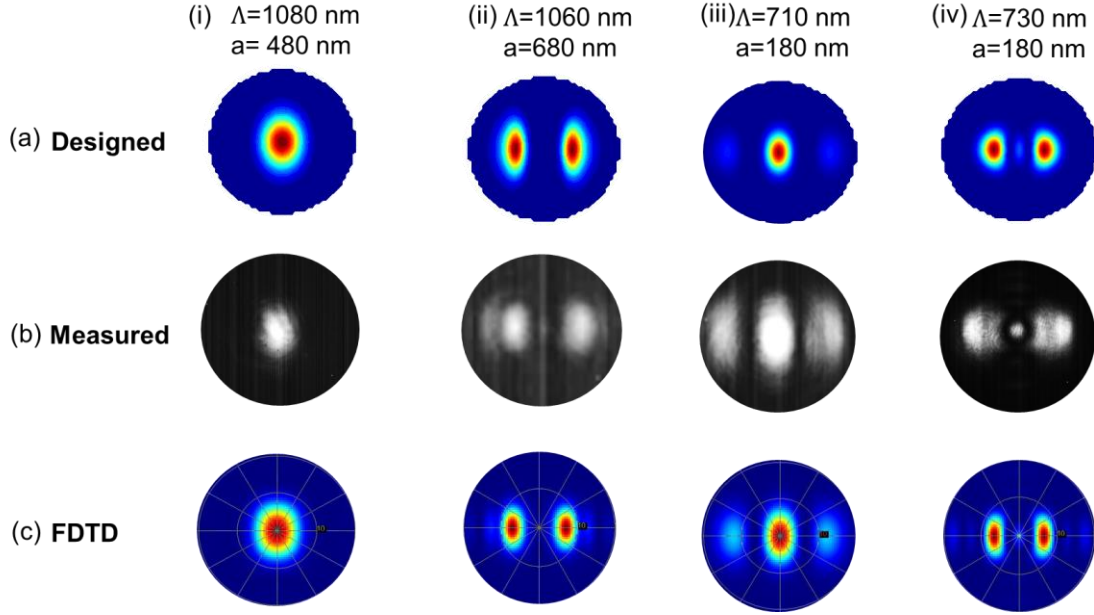 (i) Λ=1080 nm
a= 480 nm
(ii) Λ=1060 nm
a=680 nm
(iii) Λ=710 nm
a=180 nm
(iv) Λ=730 nm
a=180 nm
(a) Designed
(b) Measured
(c) FDTD